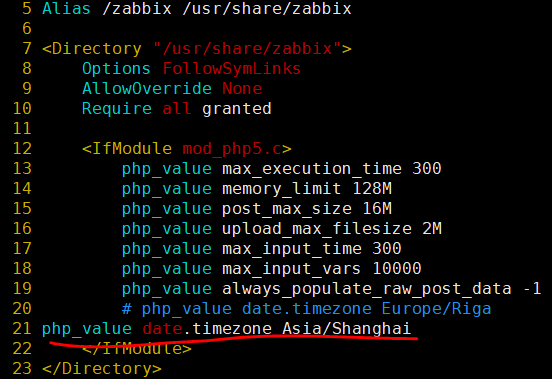 5 Alias /zabbix /usr/share/zabbix
6
7 <Directory "/usr/share/zabbix">
8     Options FollowSymLinks
9     AllowOverride None
10     Require all granted
11
12     <IfModule mod_php5.c>
13         php_value max_execution_time 300
14         php_value memory_limit 128M
15         php_value post_max_size 16M
16         php_value upload_max_filesize 2M
17         php_value max_input_time 300
18         php_value max_input_vars 10000
19         php_value always_populate_raw_post_data -1
20         # php_value date.timezone Europe/Riga
21 php_value date.timezone Asia/Shanghai
22     </IfModule>
23 </Directory>